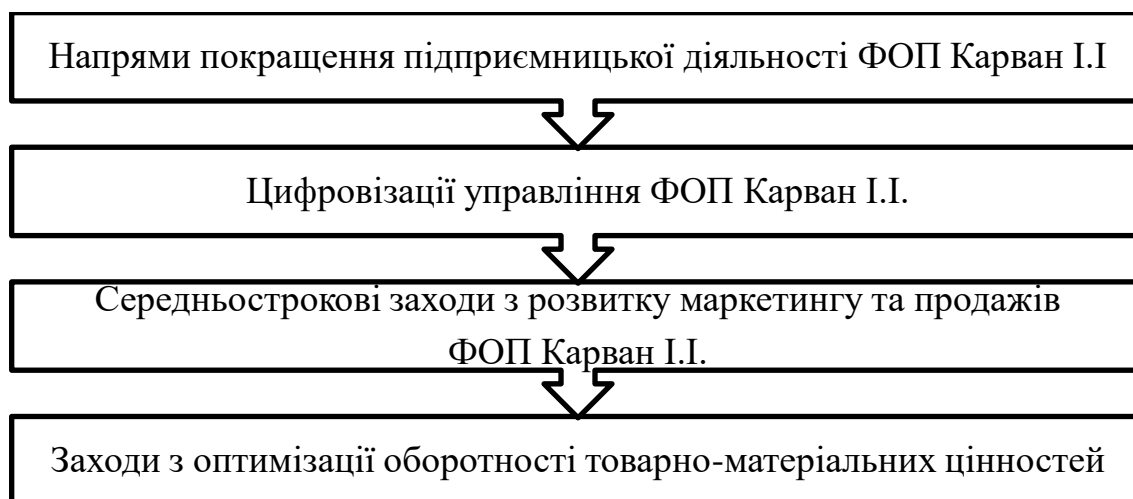 Напрями покращення підприємницької діяльності ФОП Карван І.І
Цифровізації управління ФОП Карван І.І.
Середньострокові заходи з розвитку маркетингу та продажів
ФОП Карван І.І.
Заходи з оптимізації оборотності товарно-матеріальних цінностей